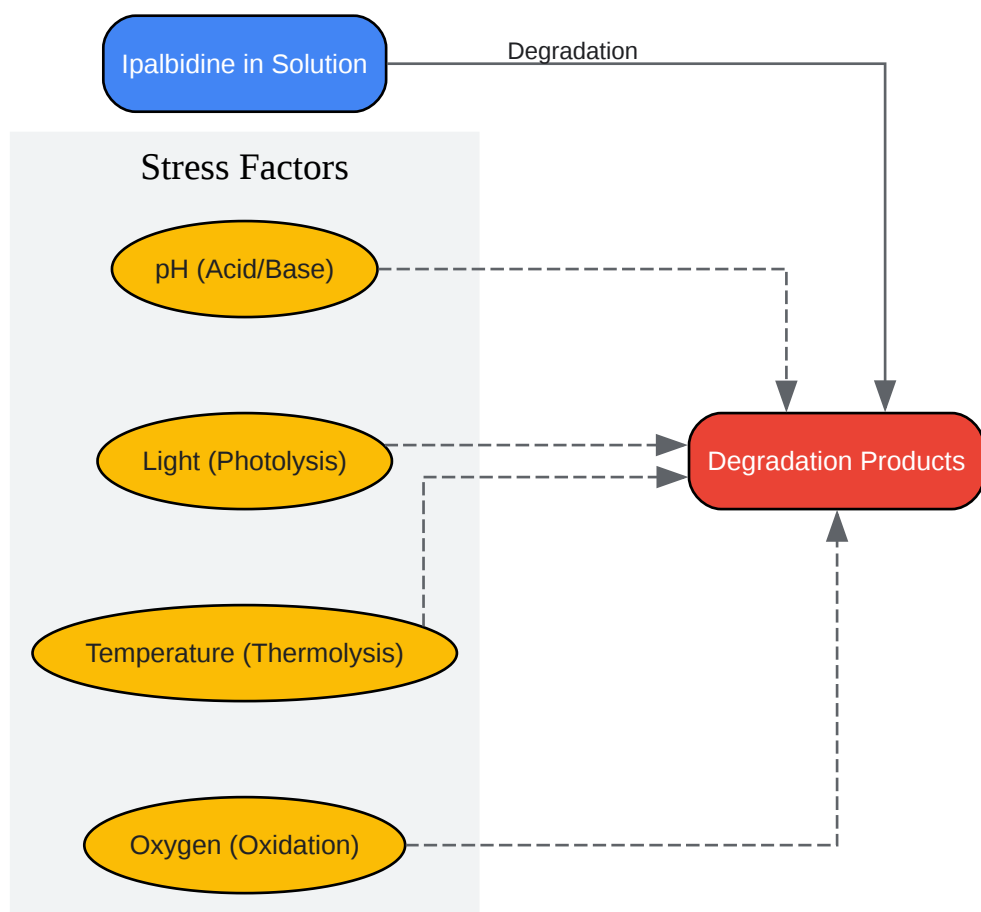 Ipalbidine in Solution
Degradation
Stress Factors
pH (Acid/Base)
Light (Photolysis)
Degradation Products
Temperature (Thermolysis)
Oxygen (Oxidation)